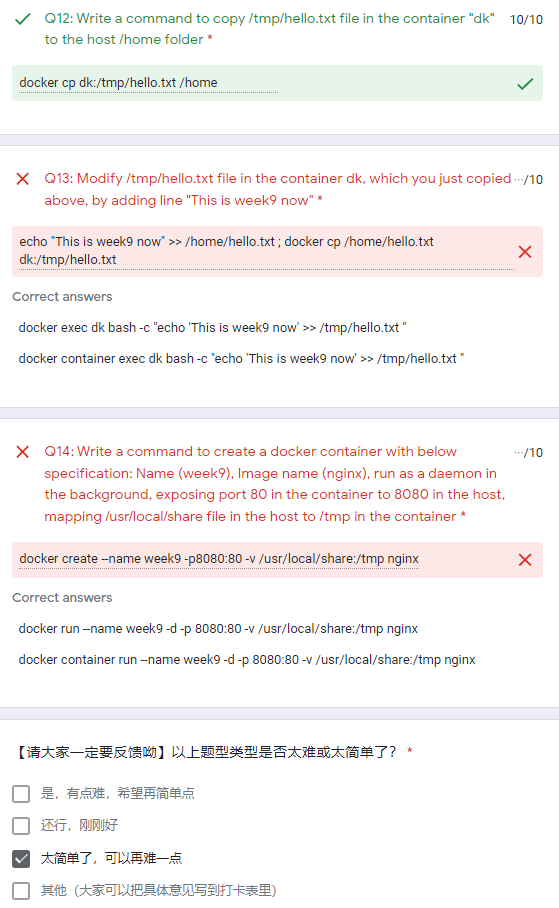 Q12: Write a command to copy /tmp/hello.txt file in the container "dk" 10/10
to the host /home folder *
docker cp dk:/tmp/hello.txt /home
Q13: Modify /tmp/hello.txt file in the container dk, which you just copied ···/10
above, by adding line "This is week9 now" *
echo "This is week9 now" >> /home/hello.txt ; docker cp /home/hello.txt
dk:/tmp/hello.txt
Correct answers
docker exec dk bash -c "echo 'This is week9 now' >> /tmp/hello.txt "
docker container exec dk bash -c "echo 'This is week9 now' >> /tmp/hello.txt "
Q14: Write a command to create a docker container with below ···/10
specification: Name (week9), Image name (nginx), run as a daemon in
the background, exposing port 80 in the container to 8080 in the host,
mapping /usr/local/share file in the host to /tmp in the container *
docker create --name week9 -p8080:80 -v /usr/local/share:/tmp nginx
Correct answers
docker run --name week9 -d -p 8080:80 -v /usr/local/share:/tmp nginx
docker container run --name week9 -d -p 8080:80 -v /usr/local/share:/tmp nginx
【请大家一定要反馈呦】以上题型类型是否太难或太简单了？ *
是，有点难，希望再简单点
还行，刚刚好
太简单了，可以再难一点
其他（大家可以把具体意见写到打卡表里）